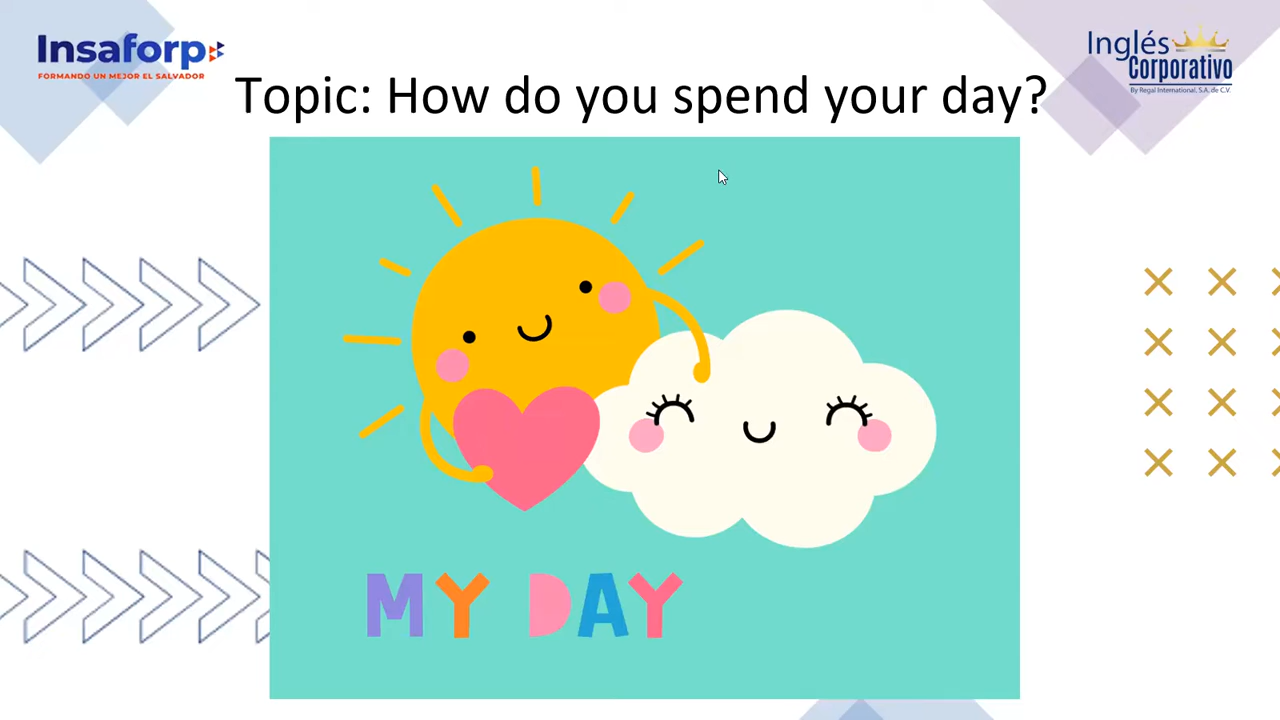 Insaforp
FORMANDO UN MEJOR EL SALVADOR
Inglés
Corporativo
By Regal International, S.A. de C.V.
Topic: How do you spend your day?
MY DAY